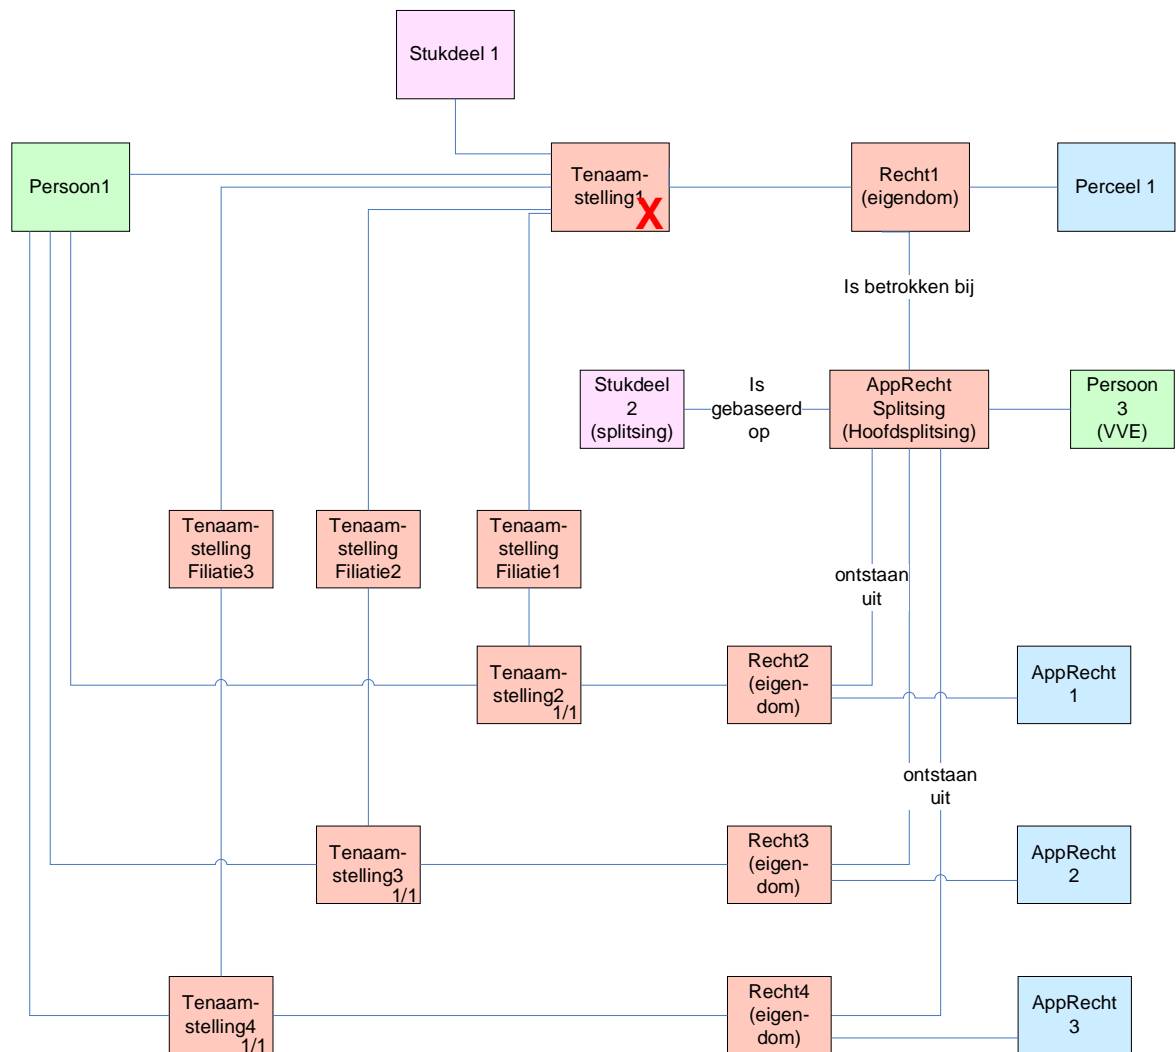 Stukdeel 1
Persoon1
Tenaam-
stelling1
X
Recht1
(eigendom)
Perceel 1
Is betrokken bij
Stukdeel
2
(splitsing)
Is
gebaseerd
op
AppRecht
Splitsing
(Hoofdsplitsing)
Persoon
3
(VVE)
Tenaam-
stelling
Filiatie3
Tenaam-
stelling
Filiatie2
Tenaam-
stelling
Filiatie1
ontstaan
uit
Tenaam-
stelling2
1/1
Recht2
(eigen-
dom)
AppRecht
1
ontstaan
uit
Tenaam-
stelling3
1/1
Recht3
(eigen-
dom)
AppRecht
2
Tenaam-
stelling4
1/1
Recht4
(eigen-
dom)
AppRecht
3